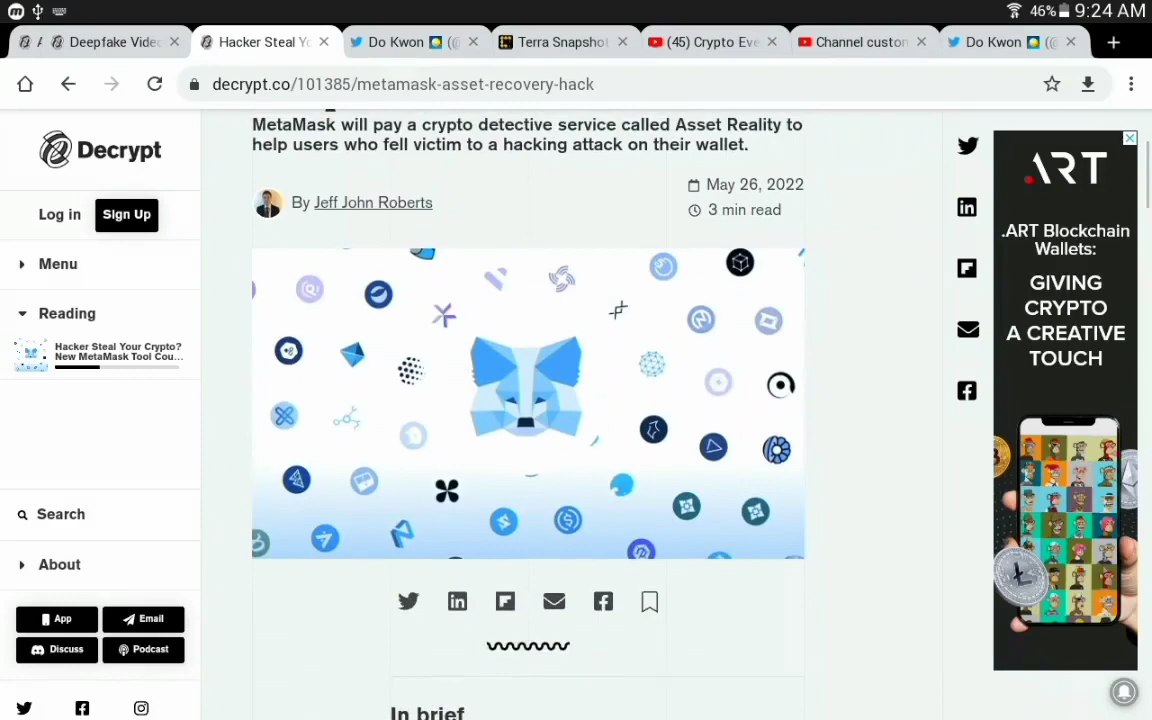 46% 9:24 AM
Deepfake Vide
Hacker Steal Y
Do Kwon
Terra Snapsho
(45) Crypto Eve
Channel custon
Do Kwon
decrypt.co/101385/metamask-asset-recovery-hack
Decrypt
Log in
Sign Up
Menu
Reading
Hacker Steal Your Crypto?
New MetaMask Tool Cou...
Search
About
App
Email
Discuss
Podcast
MetaMask will pay a crypto detective service called Asset Reality to
help users who fell victim to a hacking attack on their wallet.
By Jeff John Roberts
May 26, 2022
3 min read
In brief
.ART
.ART Blockchain
Wallets:
GIVING
CRYPTO
A CREATIVE
TOUCH